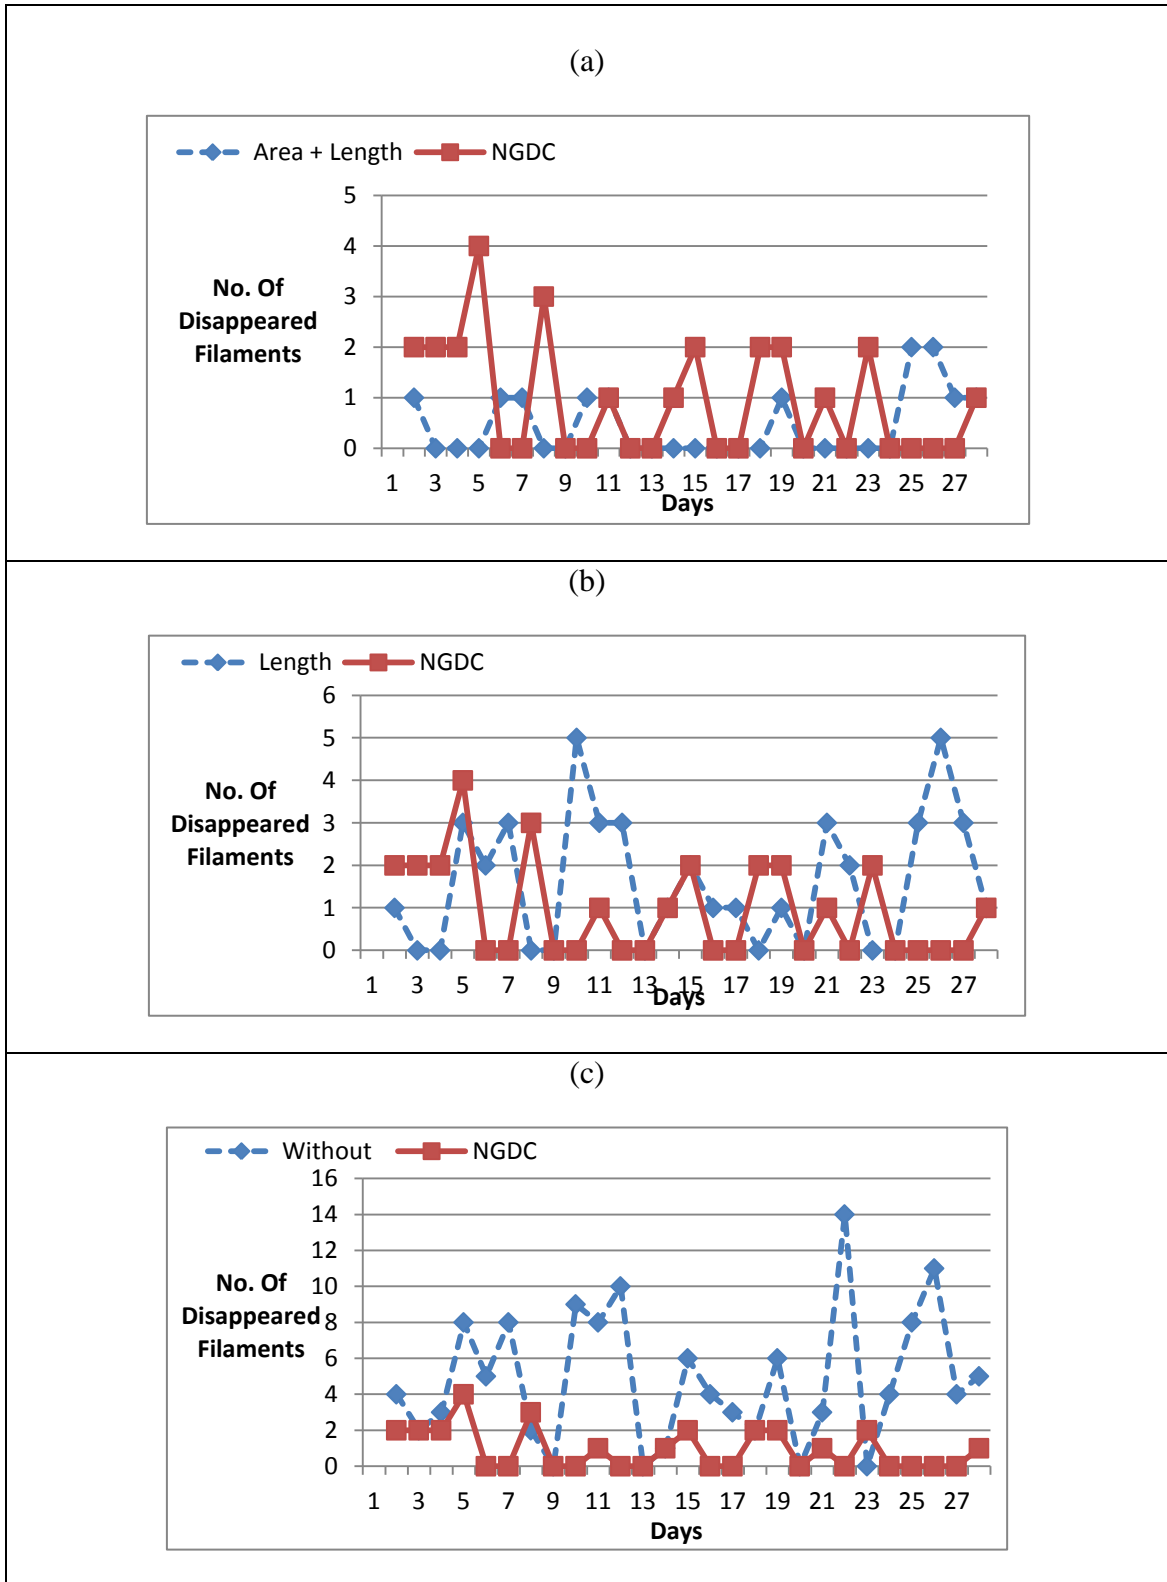 (a)
Area + Length NGDC
5
4
3
2
1
0
No. Of
Disappeared
Filaments
1 3 5 7 9 11 13 15 17 19 21 23 25 27
Days
(b)
Length NGDC
6
5
4
3
2
1
0
No. Of
Disappeared
Filaments
1 3 5 7 9 11 13 15 17 19 21 23 25 27
Days
(c)
Without NGDC
16
14
12
10
8
6
4
2
0
No. Of
Disappeared
Filaments
1 3 5 7 9 11 13 15 17 19 21 23 25 27
Days